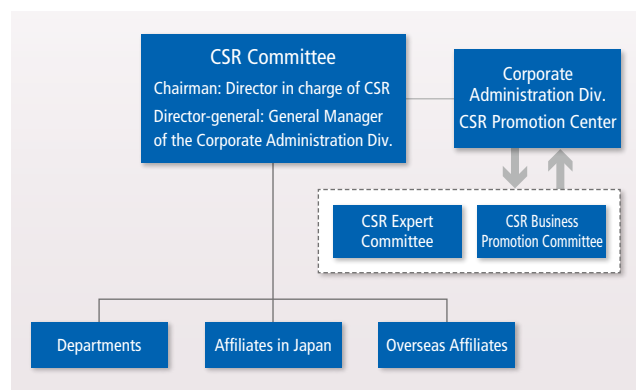 CSR Committee
Chairman: Director in charge of CSR
Director-general: General Manager
of the Corporate Administration Div.
Corporate
Administration Div.
CSR Promotion Center
CSR Expert
Committee
CSR Business
Promotion Committee
Departments
Affiliates in Japan
Overseas Affiliates